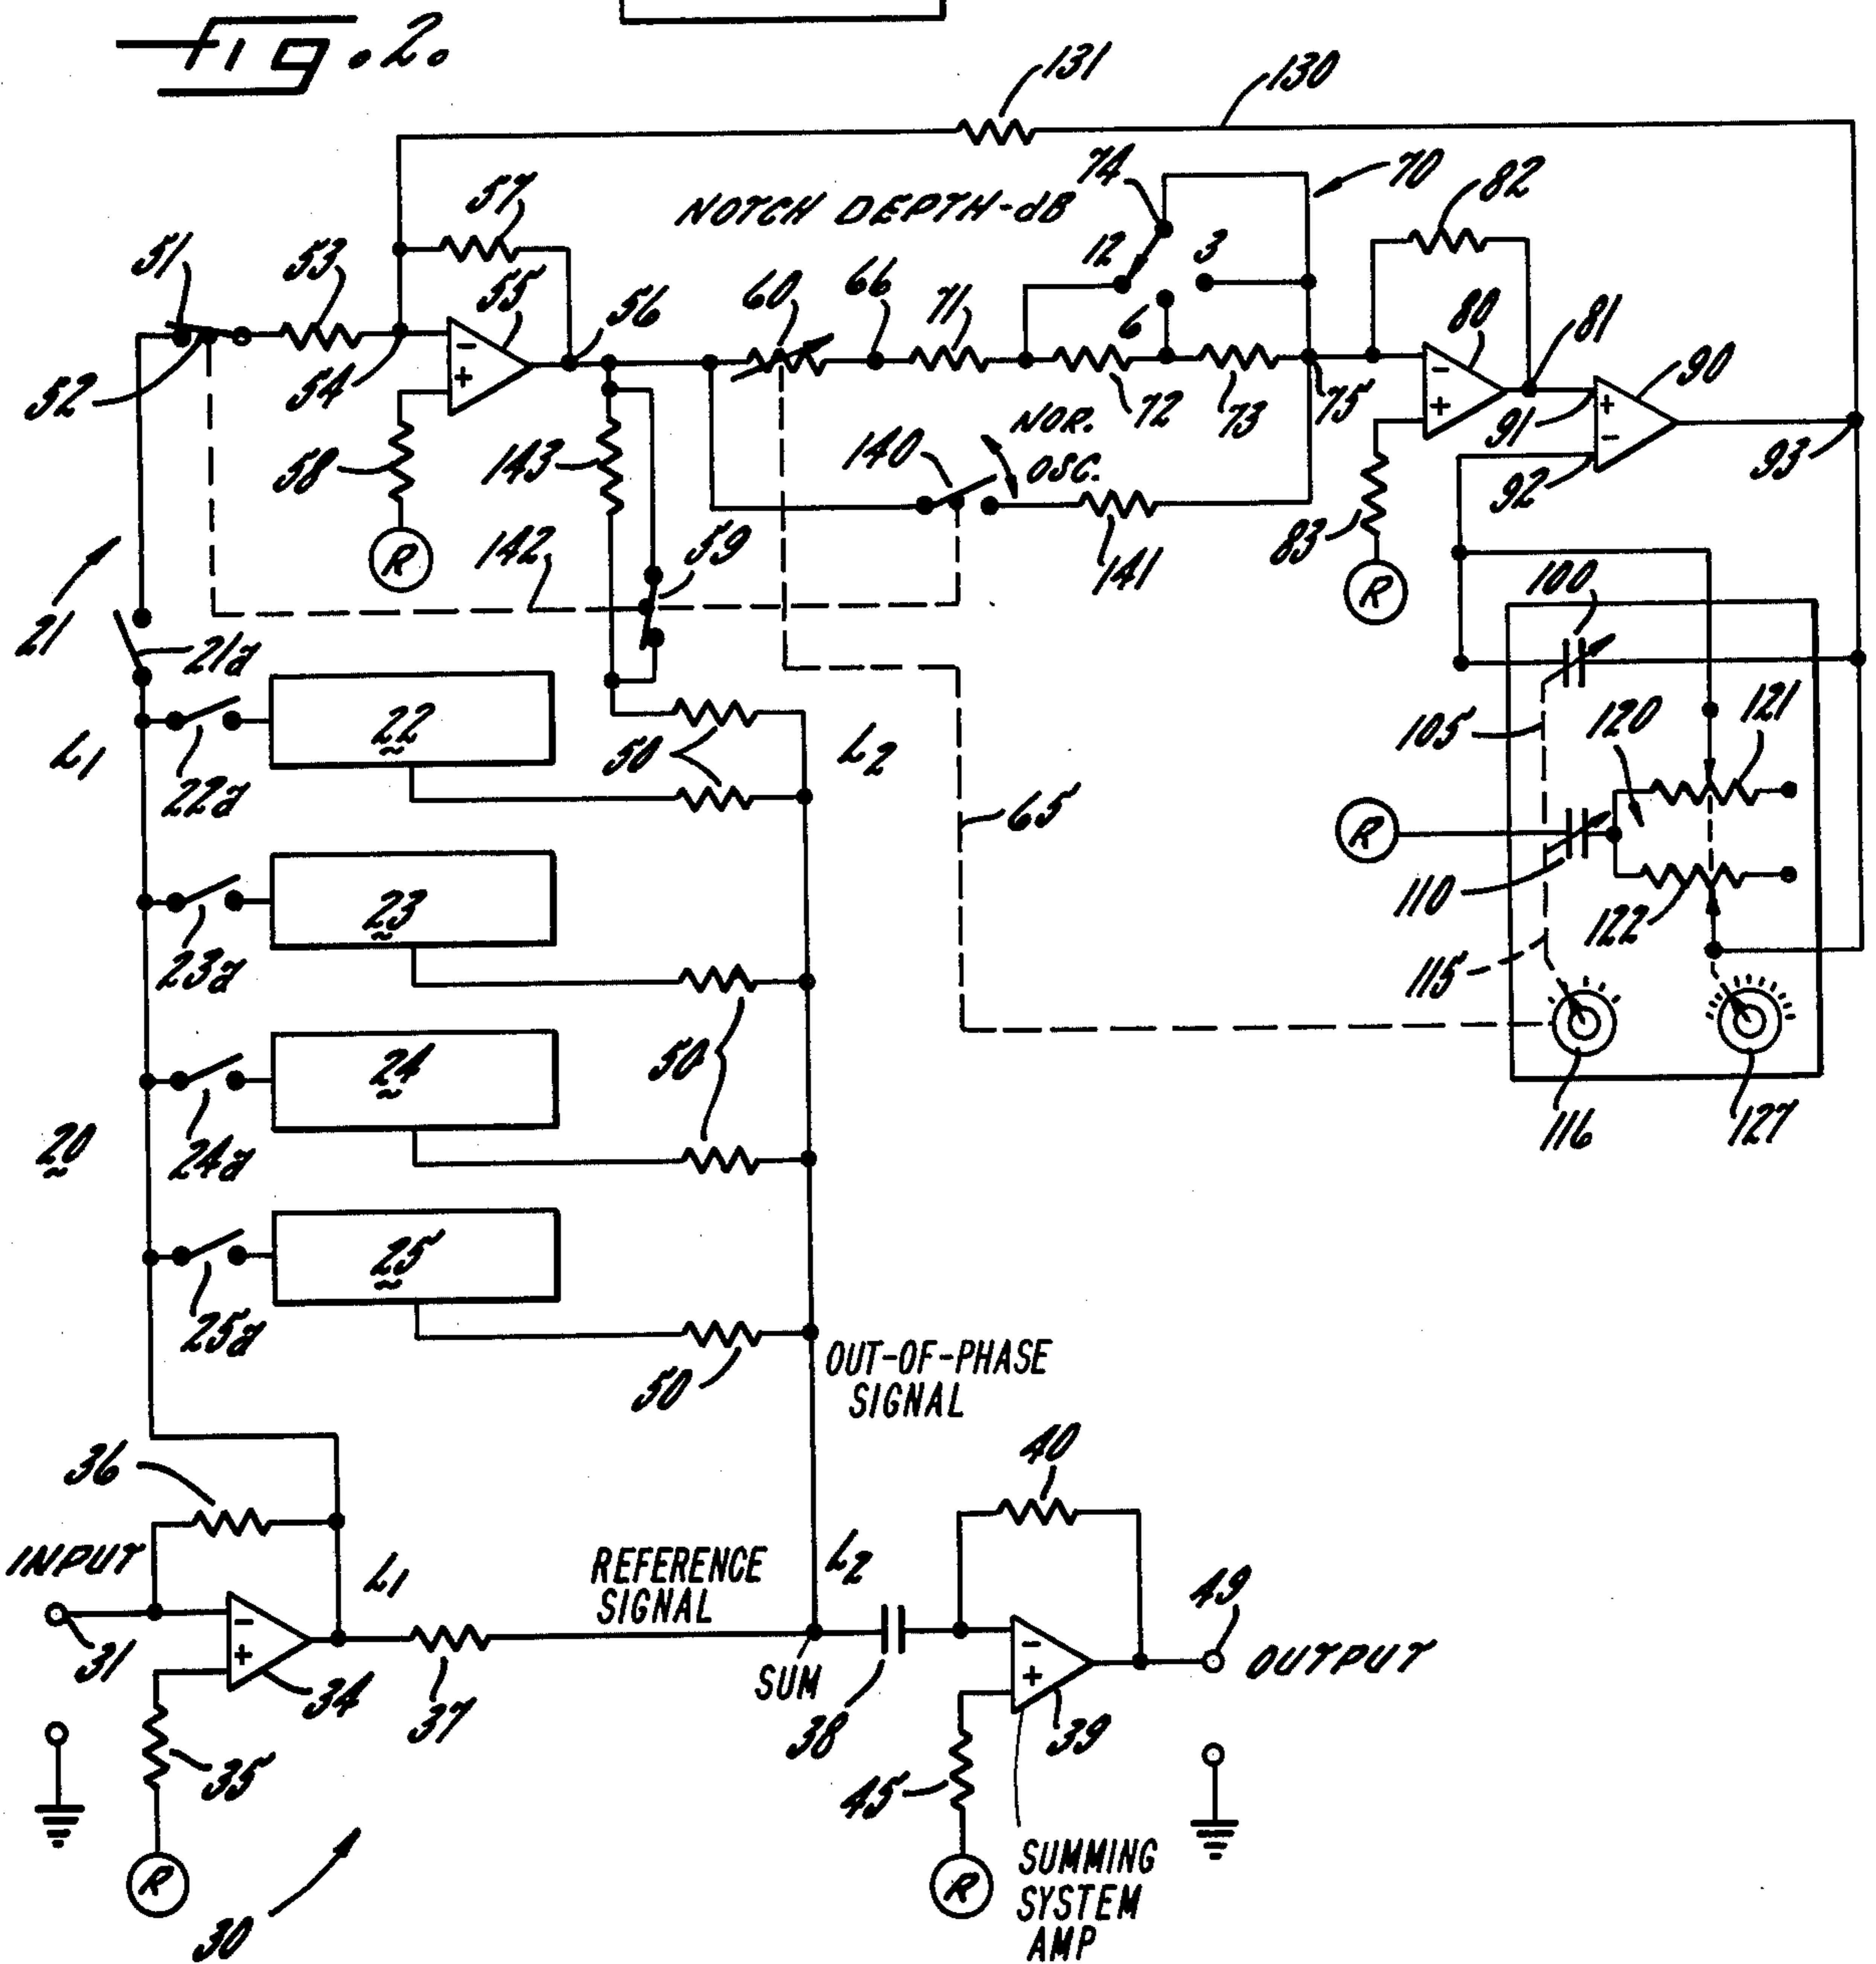 Fig. 2.
131
130
74
70
82
57
NOTCH DEPTH-dB
51
53
55
56
60
66
71
12
3
6
80
81
90
52
54
-
+
72
73
75
-
+
91
+
-
92
93
58
143
140
NOR.
OSC.
141
83
R
142
59
R
100
21
21a
22
L1
22a
50
L2
105
120
121
65
R
110
122
23
23a
115
24
50
20
24a
116
127
25
25a
50
OUT-OF-PHASE
SIGNAL
36
40
INPUT
L1
REFERENCE
SIGNAL
L2
49
31
-
+
34
37
SUM
38
-
+
39
OUTPUT
35
45
R
30
R
SUMMING
SYSTEM
AMP